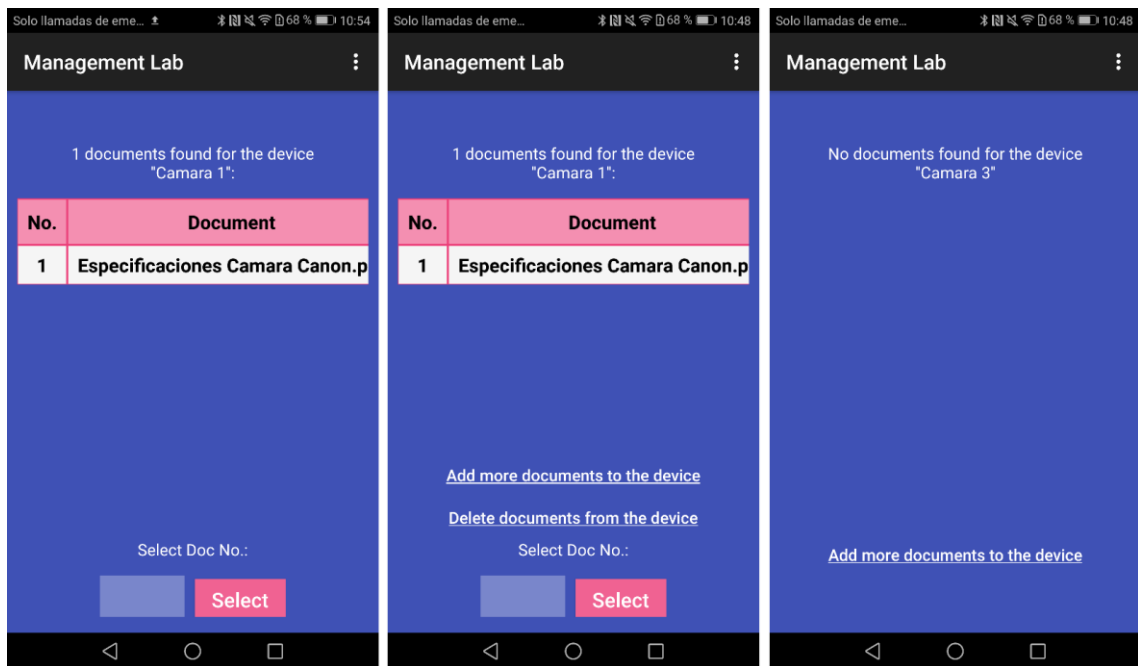 Solo llamadas de eme... 68 % 10:54
Management Lab
1 documents found for the device
"Camara 1":
No. Document
1 Especificaciones Camara Canon.p
Select Doc No.:
Select
Solo llamadas de eme... 68 % 10:48
Management Lab
1 documents found for the device
"Camara 1":
No. Document
1 Especificaciones Camara Canon.p
Add more documents to the device
Delete documents from the device
Select Doc No.:
Select
Solo llamadas de eme... 68 % 10:48
Management Lab
No documents found for the device
"Camara 3"
Add more documents to the device